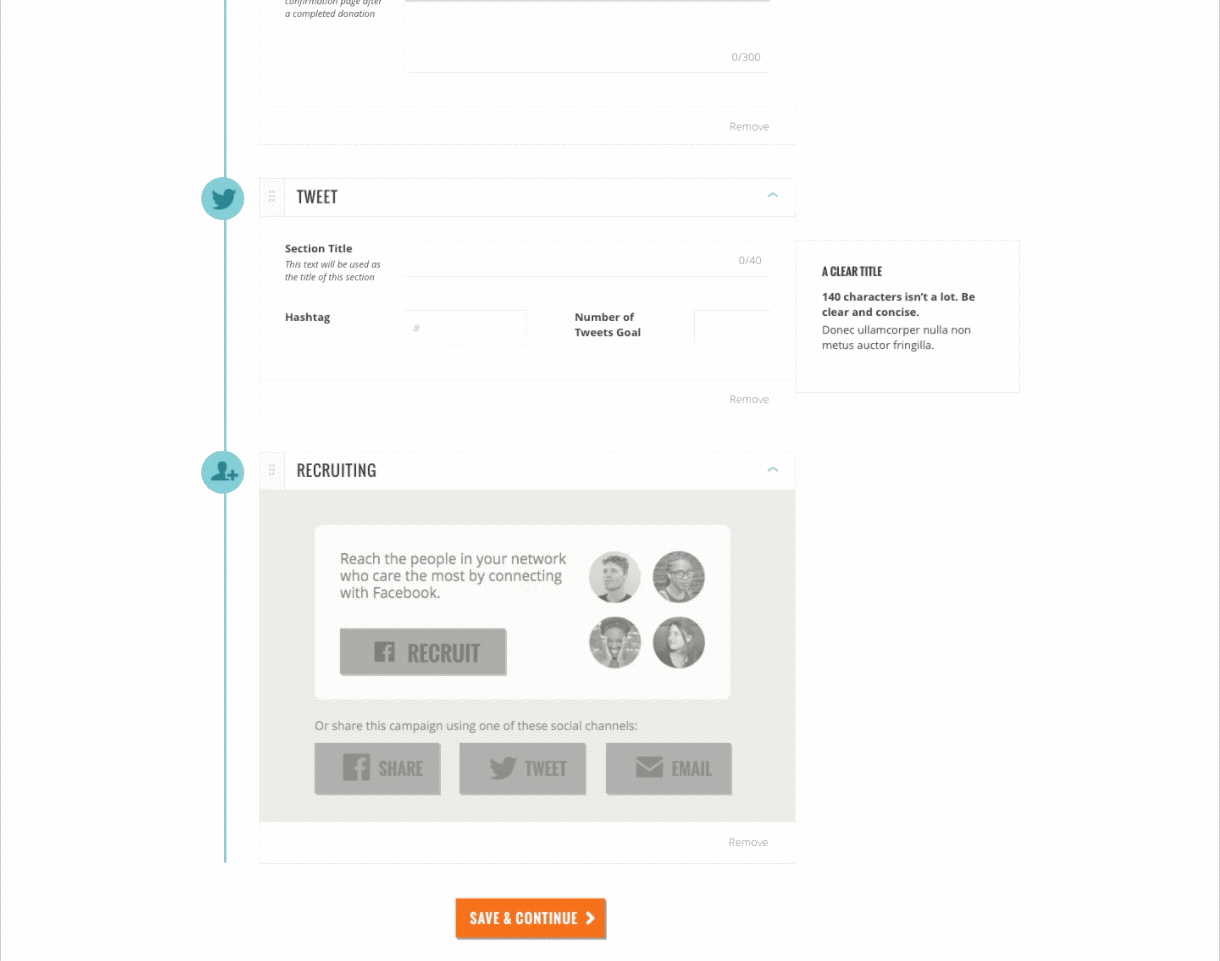 confirmation page after
a completed donation
0/300
Remove
TWEET
Section Title
This text will be used as
the title of this section
0/40
Hashtag
#
Number of
Tweets Goal
Remove
A CLEAR TITLE
140 characters isn’t a lot. Be
clear and concise.
Donec ullamcorper nulla non
metus auctor fringilla.
RECRUITING
Reach the people in your network
who care the most by connecting
with Facebook.
RECRUIT
Or share this campaign using one of these social channels:
SHARE
TWEET
EMAIL
Remove
SAVE & CONTINUE